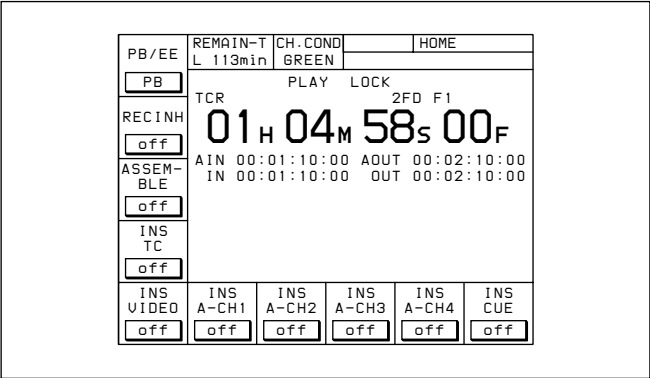 PB/EE
PB
REMAIN-T CH.COND HOME
L 113min GREEN
PLAY LOCK
TCR 2FD F1
01H 04M 58S 00F
AIN 00:01:10:00 AOUT 00:02:10:00
IN 00:01:10:00 OUT 00:02:10:00
RECINH
off
ASSEM-
BLE
off
INS
TC
off
INS INS INS INS INS INS
VIDEO A-CH1 A-CH2 A-CH3 A-CH4 CUE
off off off off off off